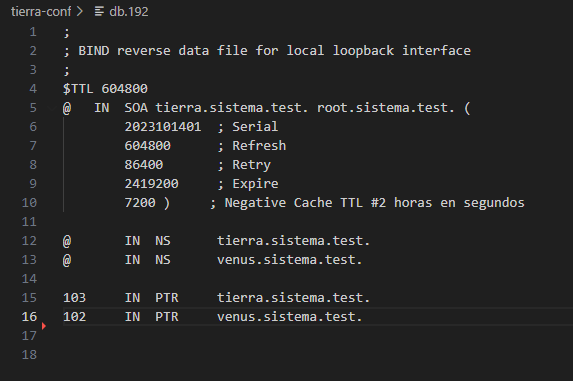 tierra-conf > db.192
1 ;
2 ; BIND reverse data file for local loopback interface
3 ;
4 $TTL 604800
5 @ IN SOA tierra.sistema.test. root.sistema.test. (
6 2023101401 ; Serial
7 604800 ; Refresh
8 86400 ; Retry
9 2419200 ; Expire
10 7200 ) ; Negative Cache TTL #2 horas en segundos
11
12 @ IN NS tierra.sistema.test.
13 @ IN NS venus.sistema.test.
14
15 103 IN PTR tierra.sistema.test.
16 102 IN PTR venus.sistema.test.
17
18